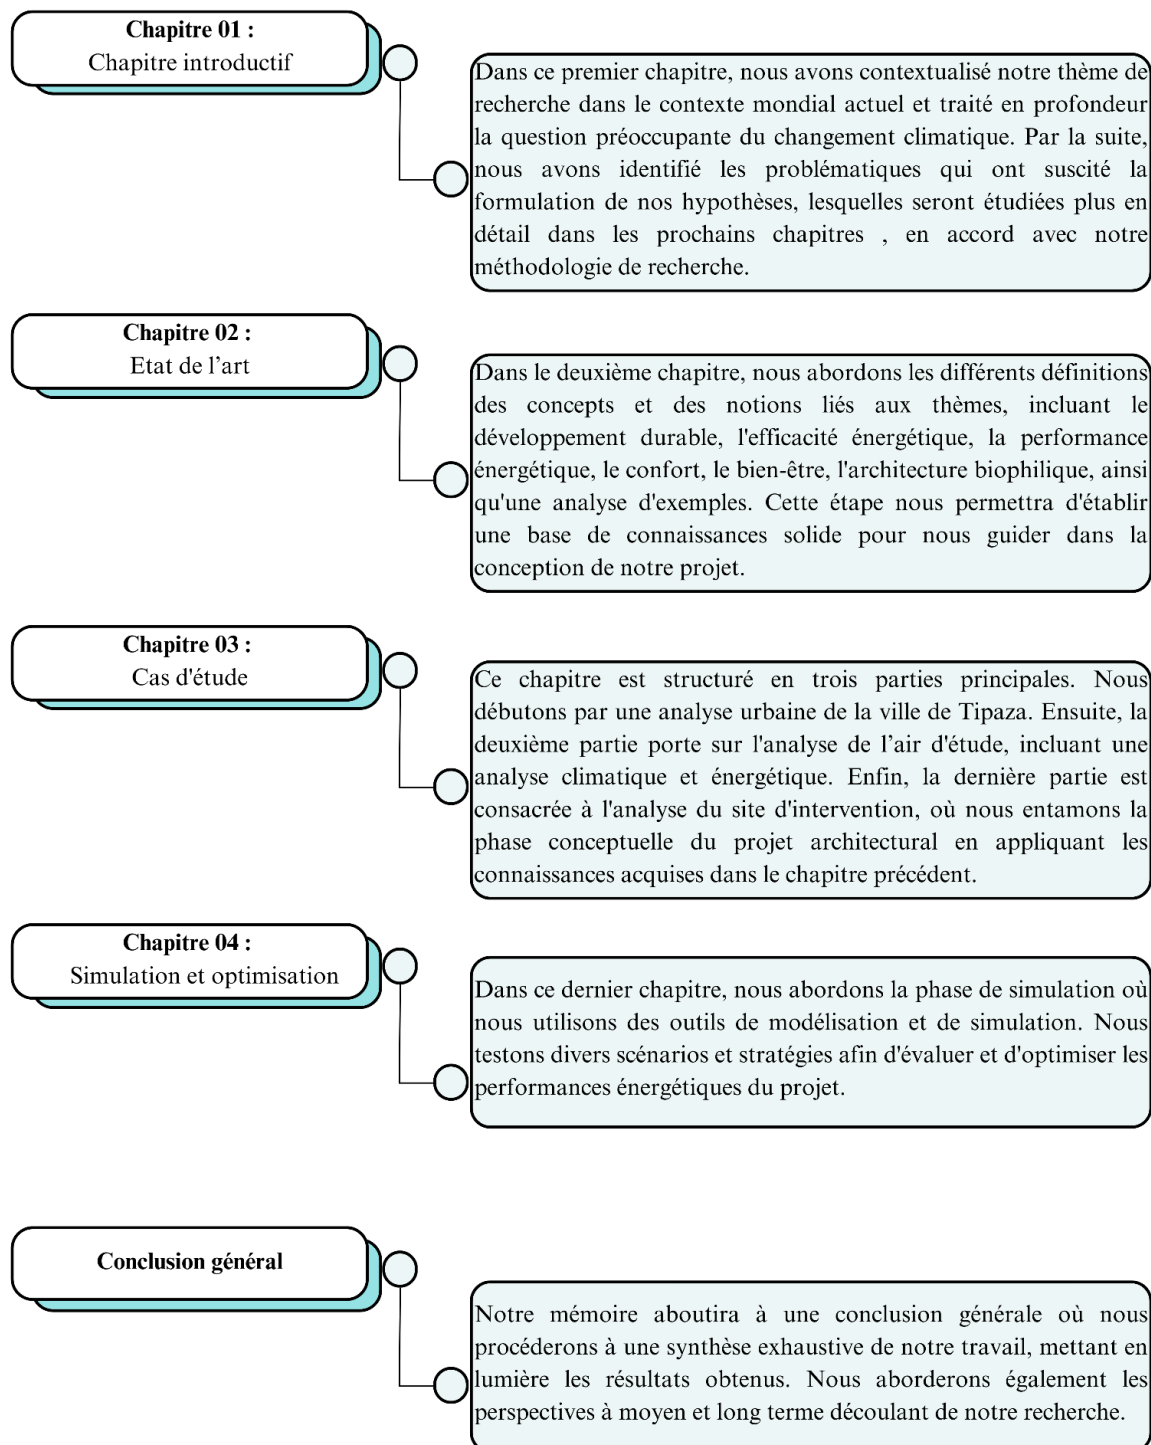 Chapitre 01 :
Chapitre introductif
Dans ce premier chapitre, nous avons contextualisé notre thème de
recherche dans le contexte mondial actuel et traité en profondeur
la question préoccupante du changement climatique. Par la suite,
nous avons identifié les problématiques qui ont suscité la
formulation de nos hypothèses, lesquelles seront étudiées plus en
détail dans les prochains chapitres , en accord avec notre
méthodologie de recherche.
Chapitre 02 :
Etat de l’art
Dans le deuxième chapitre, nous abordons les différents définitions
des concepts et des notions liés aux thèmes, incluant le
développement durable, l'efficacité énergétique, la performance
énergétique, le confort, le bien-être, l'architecture biophilique, ainsi
qu'une analyse d'exemples. Cette étape nous permettra d'établir
une base de connaissances solide pour nous guider dans la
conception de notre projet.
Chapitre 03 :
Cas d'étude
Ce chapitre est structuré en trois parties principales. Nous
débutons par une analyse urbaine de la ville de Tipaza. Ensuite, la
deuxième partie porte sur l'analyse de l’air d'étude, incluant une
analyse climatique et énergétique. Enfin, la dernière partie est
consacrée à l'analyse du site d'intervention, où nous entamons la
phase conceptuelle du projet architectural en appliquant les
connaissances acquises dans le chapitre précédent.
Chapitre 04 :
Simulation et optimisation
Dans ce dernier chapitre, nous abordons la phase de simulation où
nous utilisons des outils de modélisation et de simulation. Nous
testons divers scénarios et stratégies afin d'évaluer et d'optimiser les
performances énergétiques du projet.
Conclusion général
Notre mémoire aboutira à une conclusion générale où nous
procéderons à une synthèse exhaustive de notre travail, mettant en
lumière les résultats obtenus. Nous aborderons également les
perspectives à moyen et long terme découlant de notre recherche.